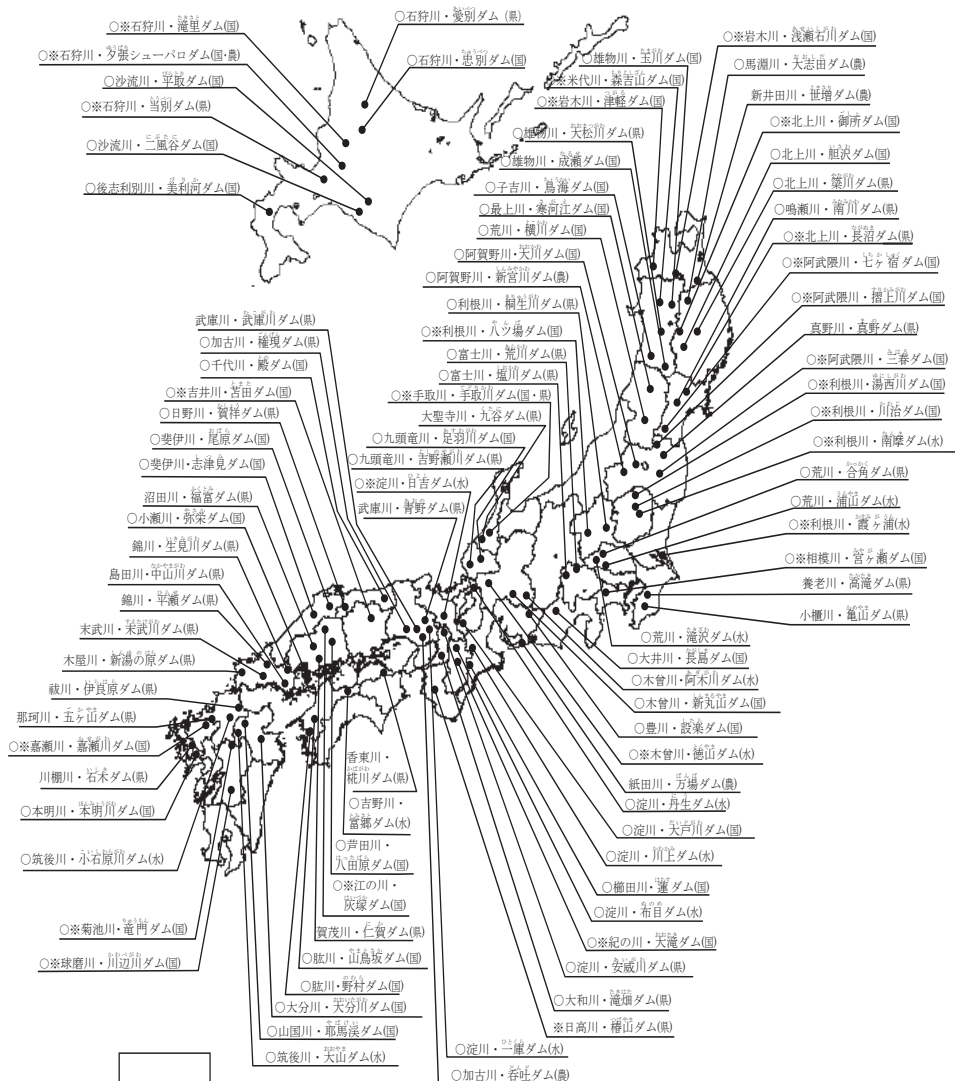 ○石狩川・愛別ダム (県)
○※石狩川・滝里ダム(国)
○※石狩川・夕張シューパロダム(国・農)
○石狩川・忠別ダム(国)
○沙流川・平取ダム(国)
○※石狩川・当別ダム(県)
○沙流川・二風谷ダム(国)
○後志利別川・美利河ダム(国)
○※岩木川・浅瀬石川ダム(国)
○雄物川・玉川ダム(国)
○馬淵川・大志田ダム(農)
○※米代川・森吉山ダム(国)
新井田川・世増ダム(農)
○※岩木川・津軽ダム(国)
○※北上川・御所ダム(国)
○雄物川・大松川ダム(県)
○北上川・胆沢ダム(国)
○雄物川・成瀬ダム(国)
○北上川・簗川ダム(県)
○子吉川・鳥海ダム(国)
○鳴瀬川・南川ダム(県)
○最上川・寒河江ダム(国)
○※北上川・長沼ダム(県)
○荒川・横川ダム(国)
○※阿武隈川・七ヶ宿ダム(国)
○阿賀野川・大川ダム(国)
○阿賀野川・新宮川ダム(農)
○※阿武隈川・摺上川ダム(国)
○利根川・桐生川ダム(県)
真野川・真野ダム(県)
○※利根川・八ツ場ダム(国)
○※阿武隈川・三春ダム(国)
○富士川・荒川ダム(県)
○※利根川・湯西川ダム(国)
○富士川・塩川ダム(県)
○※利根川・川治ダム(国)
○※手取川・手取川ダム(国・県)
○※利根川・南摩ダム(水)
大聖寺川・九谷ダム(県)
○荒川・合角ダム(県)
○九頭竜川・足羽川ダム(国)
○荒川・浦山ダム(水)
○九頭竜川・吉野瀬川ダム(県)
○※利根川・霞ヶ浦(水)
○※淀川・日吉ダム(水)
○※相模川・宮ヶ瀬ダム(国)
武庫川・青野ダム(県)
養老川・高滝ダム(県)
小櫃川・亀山ダム(県)
武庫川・武庫川ダム(県)
○加古川・権現ダム(県)
○千代川・殿ダム(国)
○※吉井川・苫田ダム(国)
○日野川・賀祥ダム(県)
○斐伊川・尾原ダム(国)
○斐伊川・志津見ダム(国)
沼田川・福富ダム(県)
○小瀬川・弥栄ダム(国)
錦川・生見川ダム(県)
島田川・中山川ダム(県)
錦川・平瀬ダム(県)
末武川・末武川ダム(県)
木屋川・新湯の原ダム(県)
祓川・伊良原ダム(県)
那珂川・五ヶ山ダム(県)
○※嘉瀬川・嘉瀬川ダム(国)
川棚川・石木ダム(県)
○本明川・本明川ダム(国)
○筑後川・小石原川ダム(水)
○※菊池川・竜門ダム(国)
○※球磨川・川辺川ダム(国)
○荒川・滝沢ダム(水)
○大井川・長島ダム(国)
○木曽川・阿木川ダム(水)
○木曽川・新丸山ダム(国)
○豊川・設楽ダム(国)
○※木曽川・徳山ダム(水)
紙田川・万場ダム(農)
○淀川・丹生ダム(水)
○淀川・大戸川ダム(国)
○淀川・川上ダム(水)
○櫛田川・蓮ダム(国)
○淀川・布目ダム(水)
○※紀の川・大滝ダム(国)
○淀川・安威川ダム(県)
○大和川・滝畑ダム(県)
※日高川・椿山ダム(県)
○淀川・一庫ダム(水)
○加古川・呑吐ダム(農)
香東川・
椛川ダム(県)
○吉野川・
富郷ダム(水)
○芦田川・
八田原ダム(国)
○※江の川・
灰塚ダム(国)
賀茂川・仁賀ダム(県)
○肱川・山鳥坂ダム(国)
○肱川・野村ダム(国)
○大分川・大分川ダム(国)
○山国川・耶馬渓ダム(国)
○筑後川・大山ダム(水)